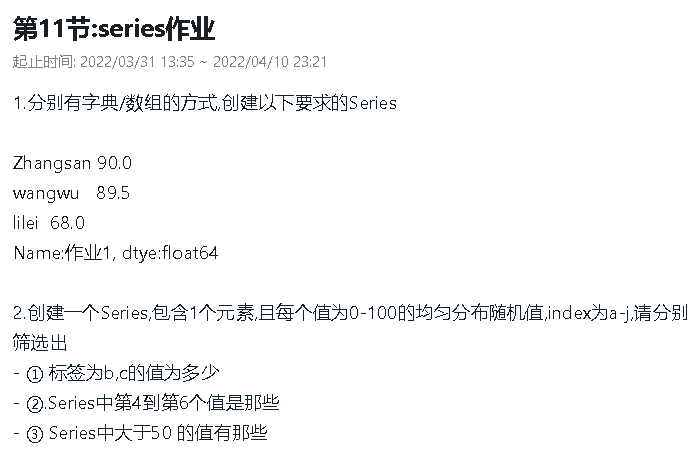 第11节:series作业
起止时间: 2022/03/31 13:35 ~ 2022/04/10 23:21
1.分别有字典/数组的方式,创建以下要求的Series
Zhangsan 90.0
wangwu 89.5
lilei 68.0
Name:作业1, dtye:float64
2.创建一个Series,包含1个元素,且每个值为0-100的均匀分布随机值,index为a-j,请分别
筛选出
- ① 标签为b,c的值为多少
- ②.Series中第4到第6个值是那些
- ③ Series中大于50 的值有那些